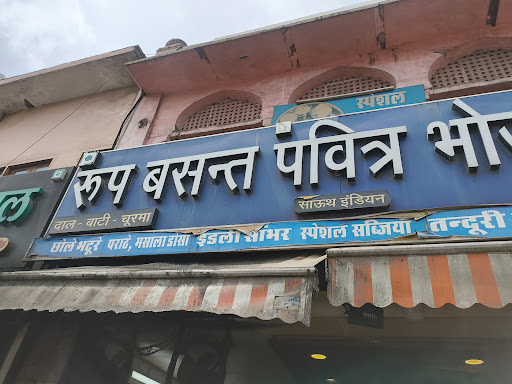 स्पेशल
रूप बसन्त पवित्र भोज
साऊथ इंडियन
दाल - बाटी - चूरमा
छोले भटूरे पराठे, मसाला डोसा इडली सांभर स्पेशल सब्जिया तन्दूरी
ल